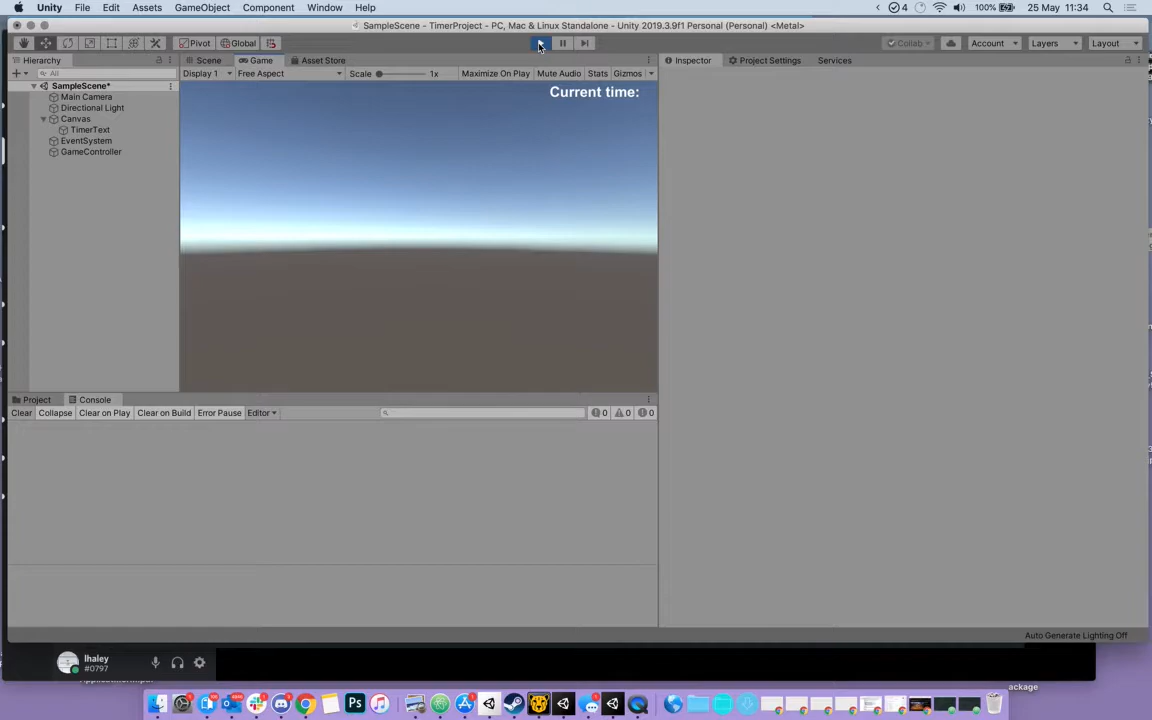 Unity File Edit Assets GameObject Component Window Help 4 100% 25 May 11:34
SampleScene - TimerProject - PC, Mac & Linux Standalone - Unity 2019.3.9f1 Personal (Personal) <Metal>
Pivot Global Collab Account Layers Layout
Hierarchy Scene Game Asset Store Inspector Project Settings Services
All Display 1 Free Aspect Scale 1x Maximize On Play Mute Audio Stats Gizmos
SampleScene*
Main Camera
Directional Light
Canvas
TimerText
EventSystem
GameController
Current time:
Project Console
Clear Collapse Clear on Play Clear on Build Error Pause Editor 0 0 0
Auto Generate Lighting Off
lhaley
#0797
ackage
Ps